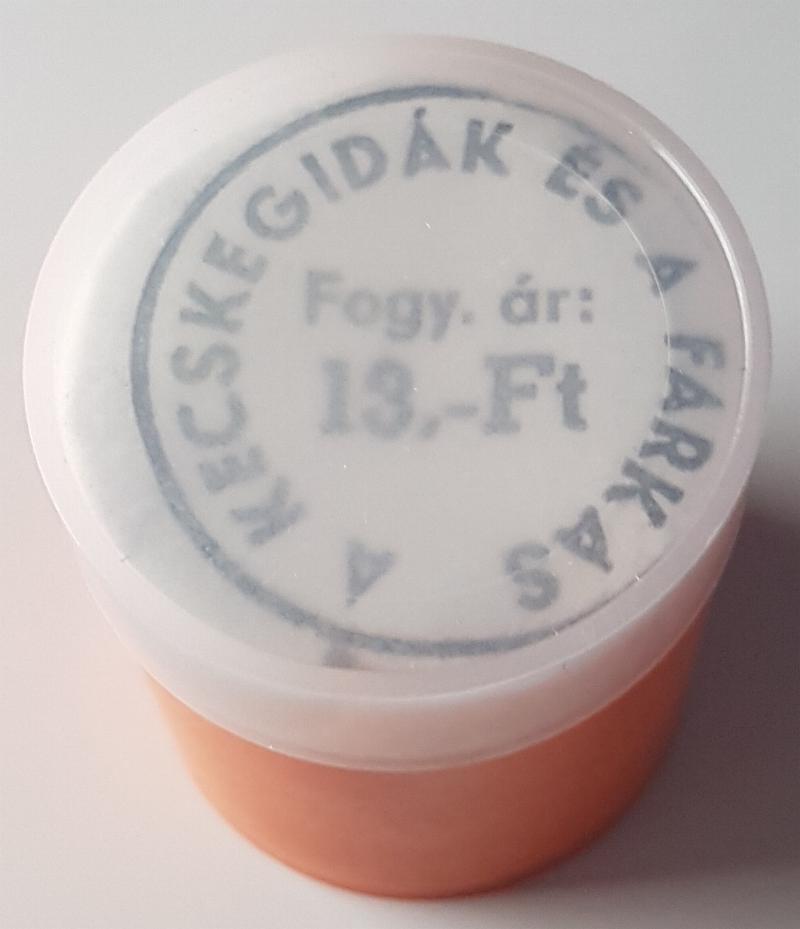 A KECSKEGIDÁK ÉS A FARKAS
Fogy. ár:
13,-Ft